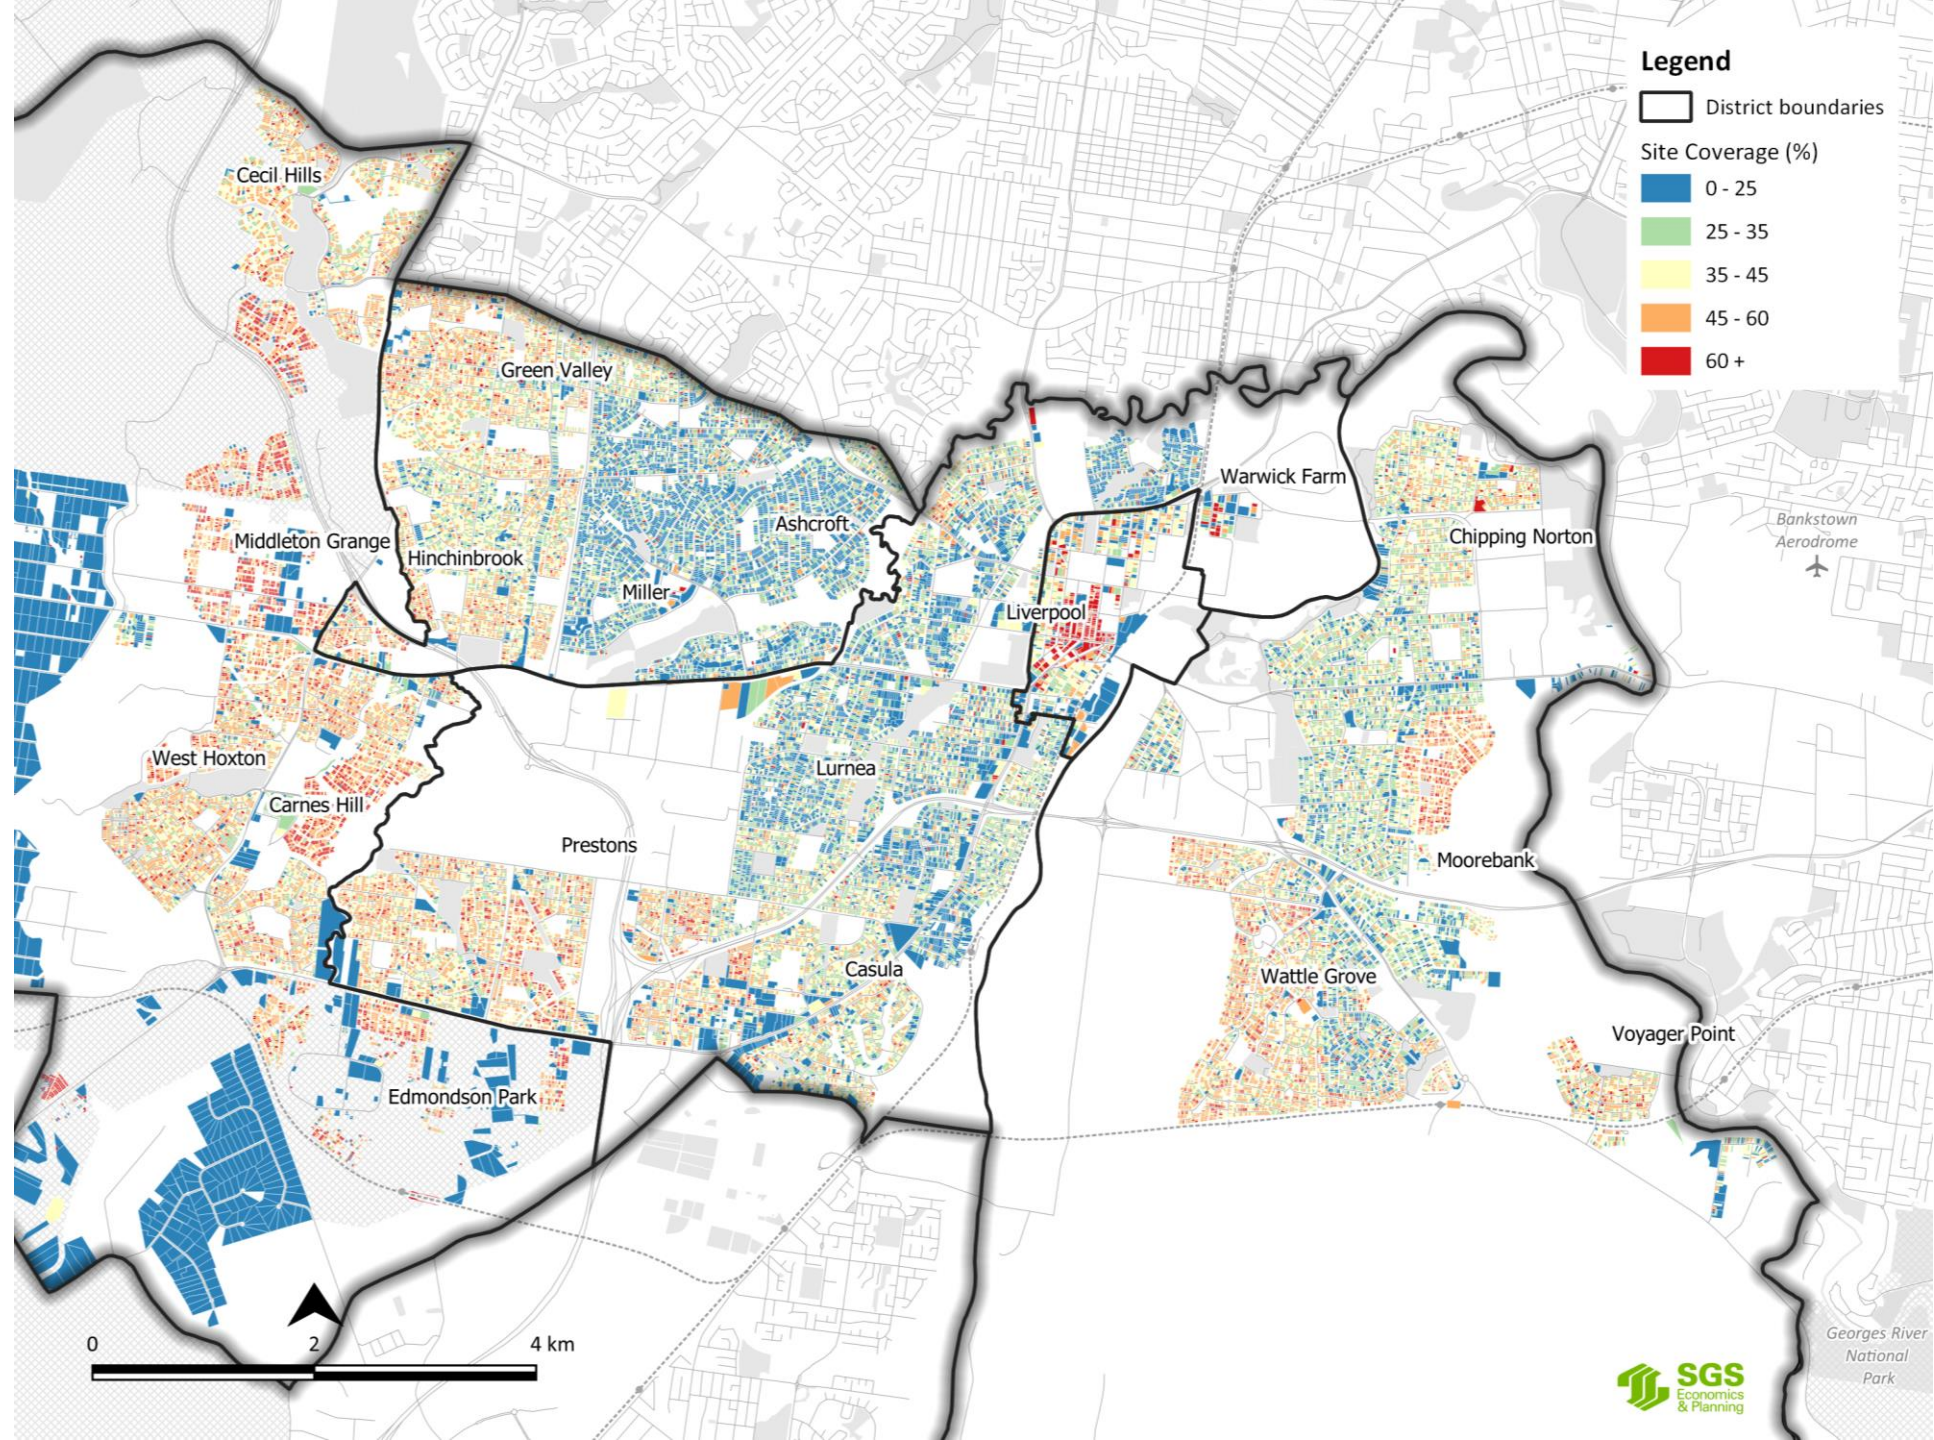 Legend
District boundaries
Site Coverage (%)
0 - 25
25 - 35
35 - 45
45 - 60
60 +
Cecil Hills
Green Valley
Warwick Farm
Ashcroft
Chipping Norton
Bankstown
Aerodrome
Middleton Grange
Hinchinbrook
Miller
Liverpool
West Hoxton
Lurnea
Carnes Hill
Prestons
Moorebank
Casula
Wattle Grove
Voyager Point
Edmondson Park
0 2 4 km
Georges River
National
Park
SGS
Economics
& Planning